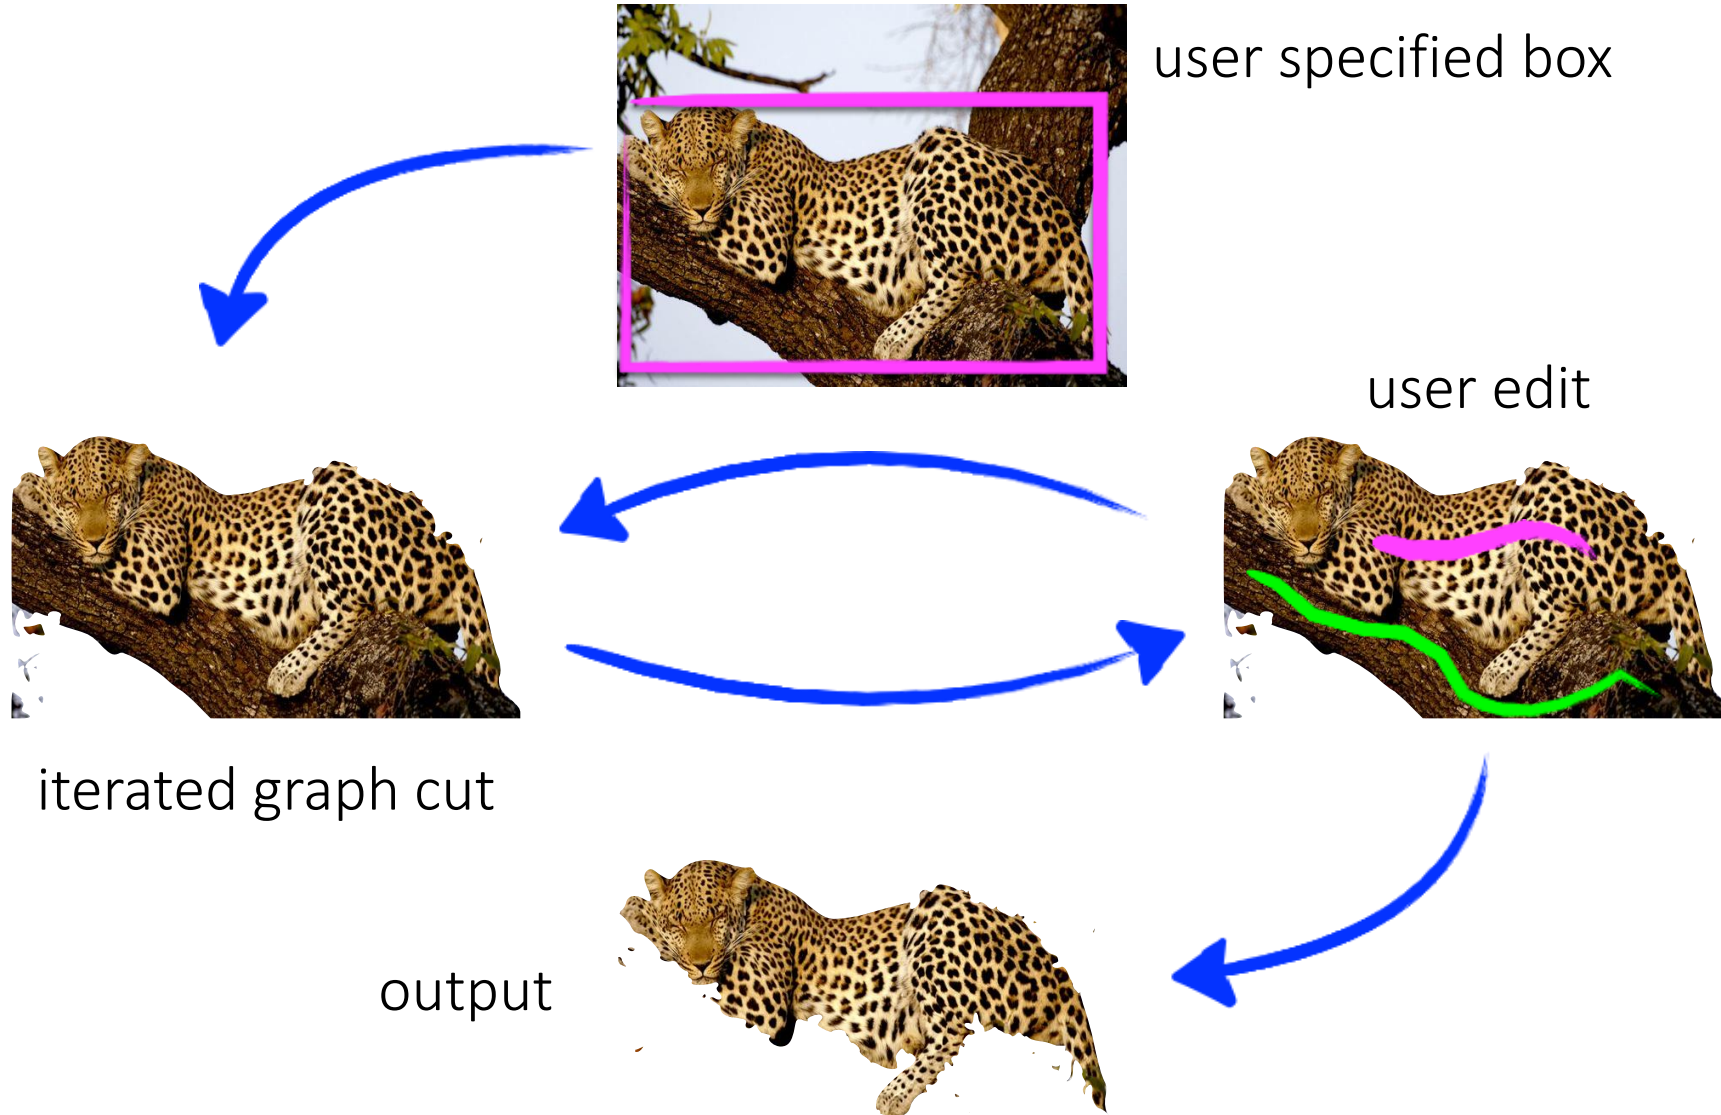 user specified box
user edit
iterated graph cut
output